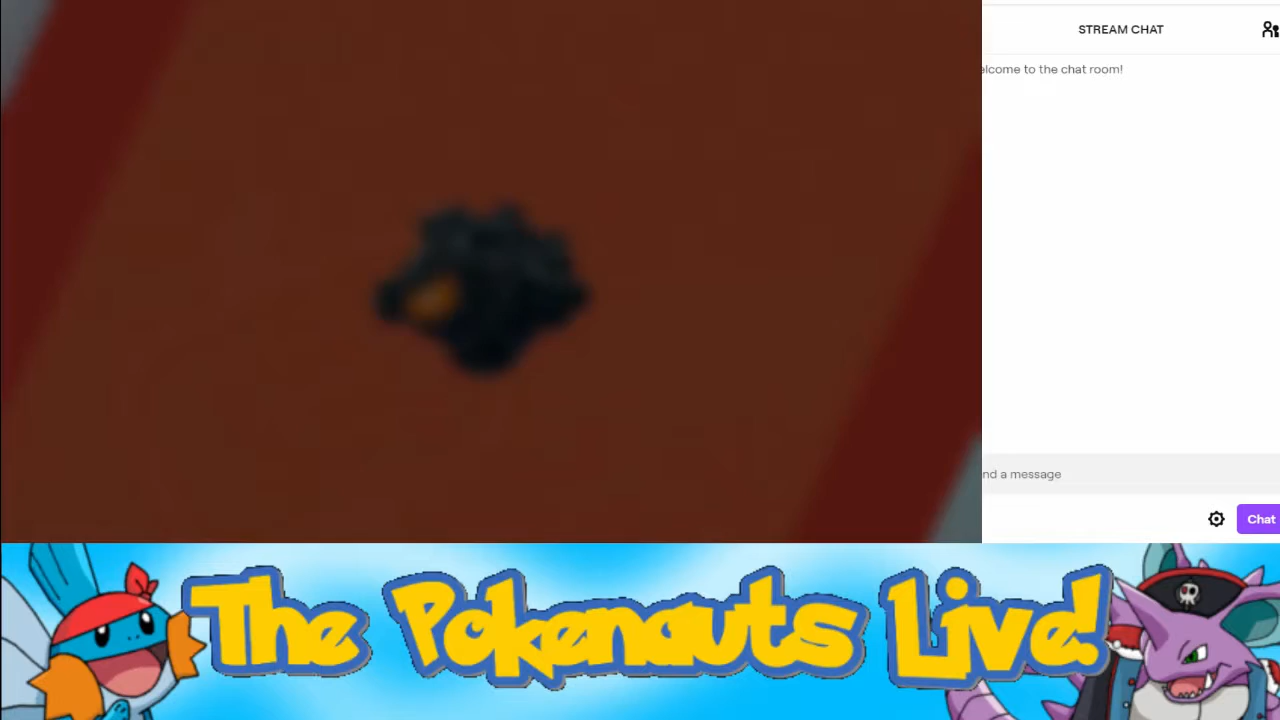 STREAM CHAT
elcome to the chat room!
nd a message
Chat
The Pokenauts Live!